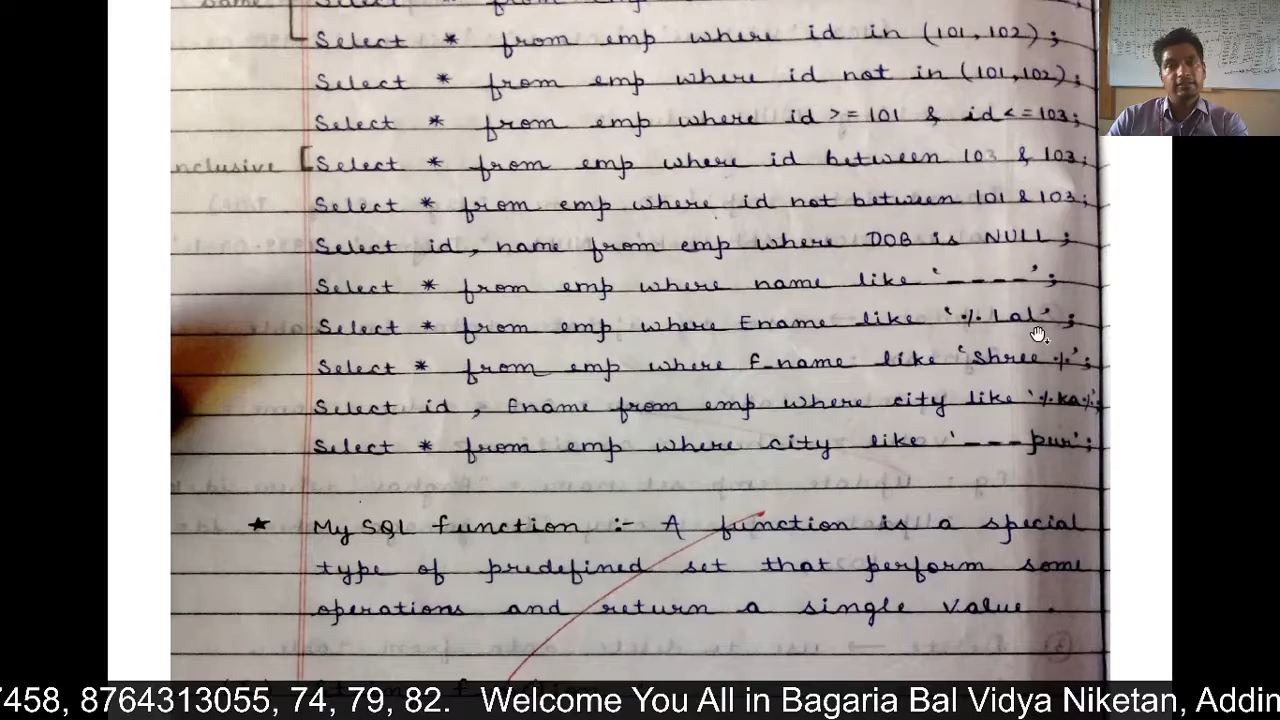 Select * from emp
Select * from emp where id in (101, 102);
Select * from emp where id not in (101, 102);
Select * from emp where id >= 101 & id <= 103;
nclusive [ Select * from emp where id between 103 & 103;
Select * from emp where id not between 101 & 103;
Select id, name from emp where DOB is NULL;
Select * from emp where name like '----';
Select * from emp where Ename like '%lal';
Select * from emp where f_name like 'Shree%';
Select id, Ename from emp where city like '%ka%';
Select * from emp where city like '---pur';
★ My SQL function :- A function is a special
type of predefined set that perform some
operations and return a single value.
7458, 8764313055, 74, 79, 82. Welcome You All in Bagaria Bal Vidya Niketan, Addin